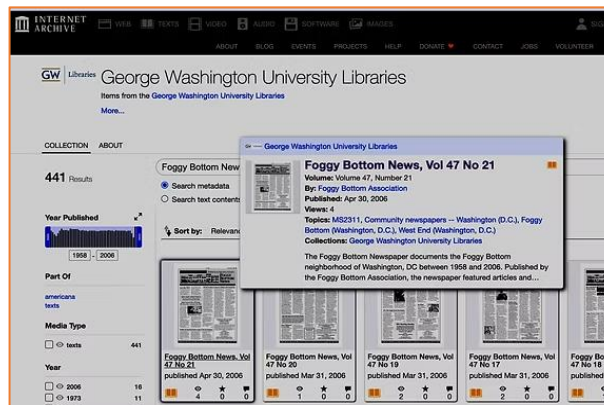 INTERNET ARCHIVE
WEB TEXTS VIDEO AUDIO SOFTWARE IMAGES
ABOUT BLOG EVENTS PROJECTS HELP DONATE CONTACT JOBS VOLUNTEER
GW Libraries George Washington University Libraries
Items from the George Washington University Libraries
More...
COLLECTION ABOUT
441 Results
Foggy Bottom New
Search metadata
Search text contents
Sort by: Relevan
Year Published
1958 - 2006
Part Of
americana
texts
Media Type
texts 441
Year
2006 16
1973 11
George Washington University Libraries
Foggy Bottom News, Vol 47 No 21
Volume: Volume 47, Number 21
By: Foggy Bottom Association
Published: Apr 30, 2006
Views: 4
Topics: MS2311, Community newspapers -- Washington (D.C.), Foggy
Bottom (Washington, D.C.), West End (Washington, D.C.)
Collections: George Washington University Libraries
The Foggy Bottom Newspaper documents the Foggy Bottom
neighborhood of Washington, DC between 1958 and 2006. Published by
the Foggy Bottom Association, the newspaper featured articles and...
Foggy Bottom News, Vol
47 No 21
published Apr 30, 2006
4 0 0
Foggy Bottom News, Vol
47 No 20
published Mar 31, 2006
1 0 0
Foggy Bottom News, Vol
47 No 19
published Mar 31, 2006
2 0 0
Foggy Bottom News, Vol
47 No 17
published Mar 31, 2006
2 0 0
Foggy B
47 No 18
published